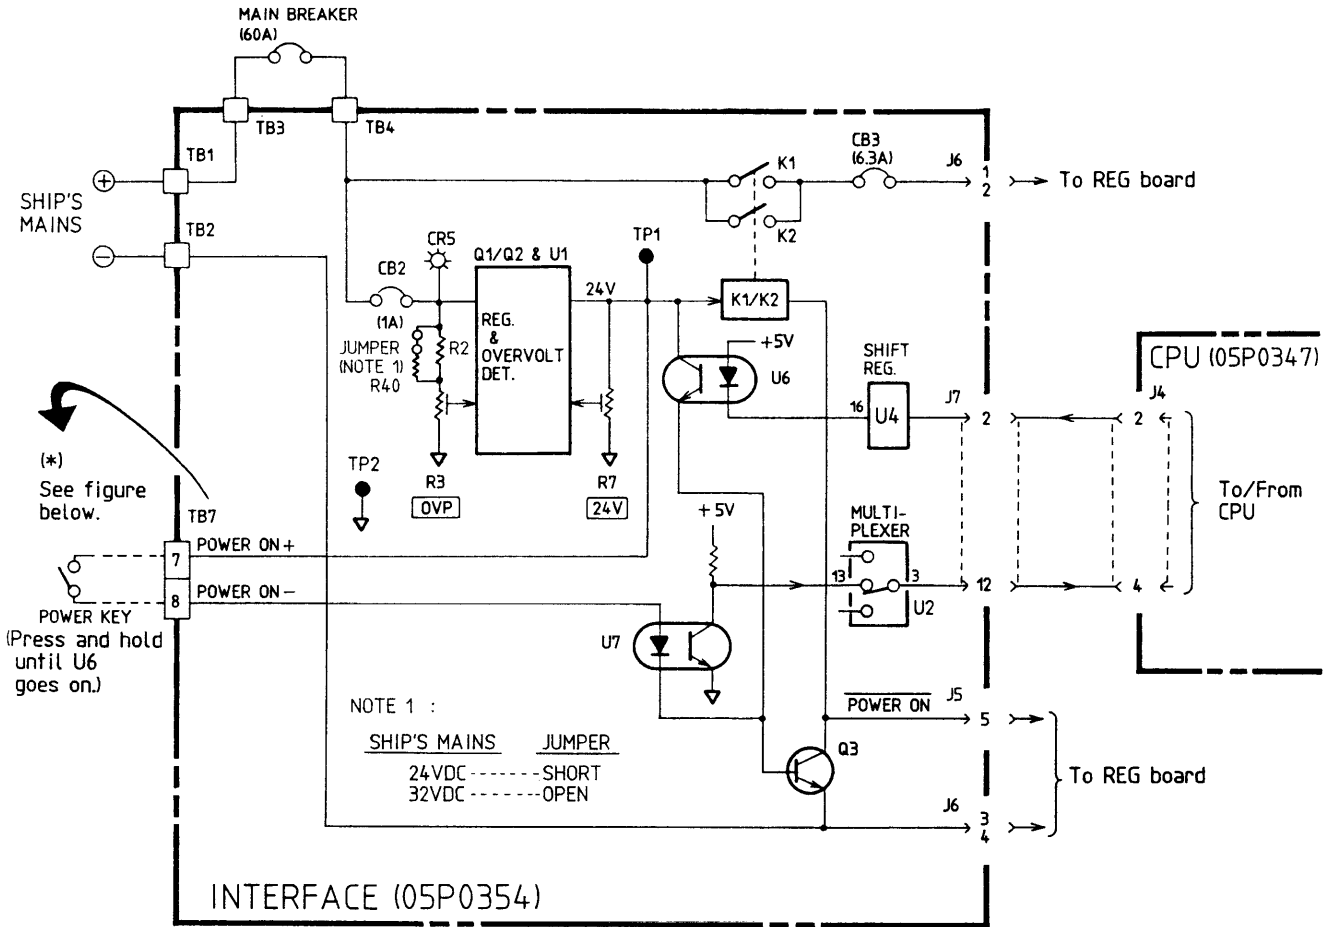 MAIN BREAKER
(60A)
TB3
TB4
TB1
SHIP'S
MAINS
+
TB2
−
CB3
(6.3A)
J6
1
2
To REG board
K1
K2
TP1
CR5
Q1/Q2 & U1
CB2
(1A)
24V
K1/K2
REG.
&
OVERVOLT
DET.
JUMPER
(NOTE 1)
R40
R2
+5V
U6
SHIFT
REG.
16
U4
J7
2
CPU (05P0347)
J4
2
(*)
See figure
below.
TP2
R3
OVP
R7
24V
To/From
CPU
TB7
+5V
MULTI-
PLEXER
7
POWER ON+
13
3
12
4
U2
8
POWER ON−
POWER KEY
(Press and hold
until U6
goes on.)
U7
NOTE 1 :
SHIP'S MAINS JUMPER
24VDC-------SHORT
32VDC-------OPEN
POWER ON
J5
5
Q3
To REG board
J6
3
4
INTERFACE (05P0354)